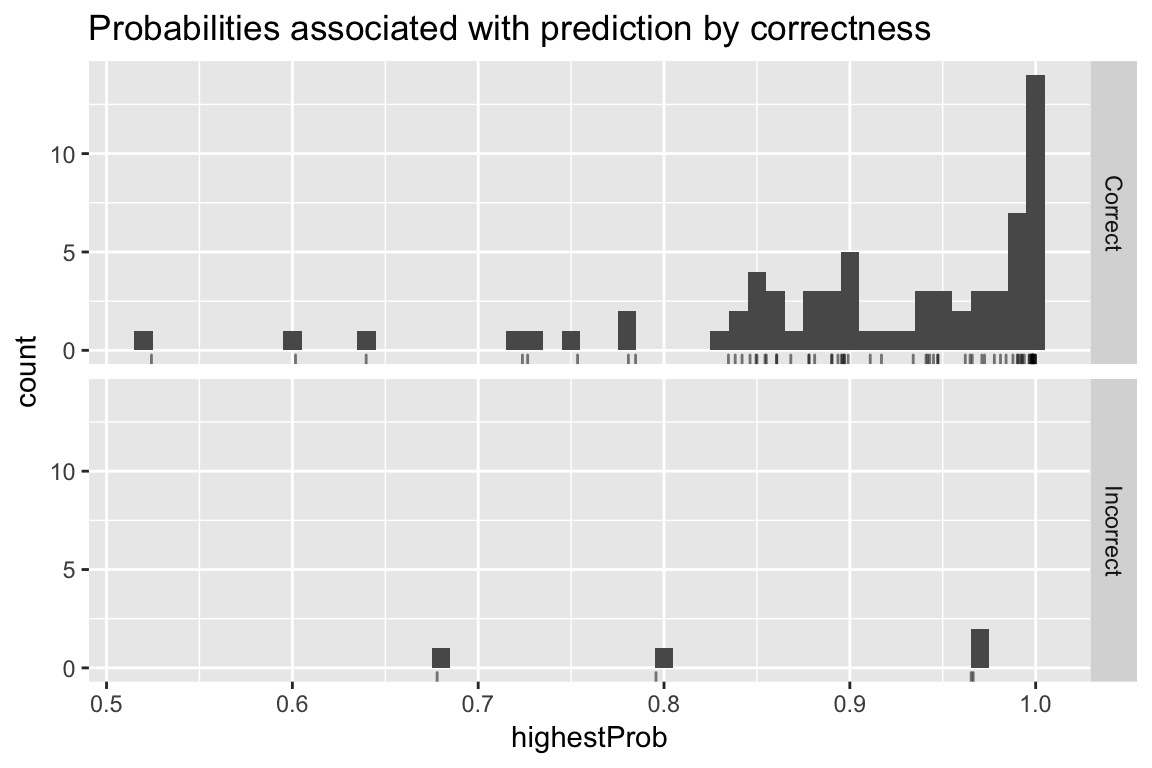 Probabilities associated with prediction by correctness
10
5
0
Correct
count
10
5
0
Incorrect
0.5 0.6 0.7 0.8 0.9 1.0
highestProb